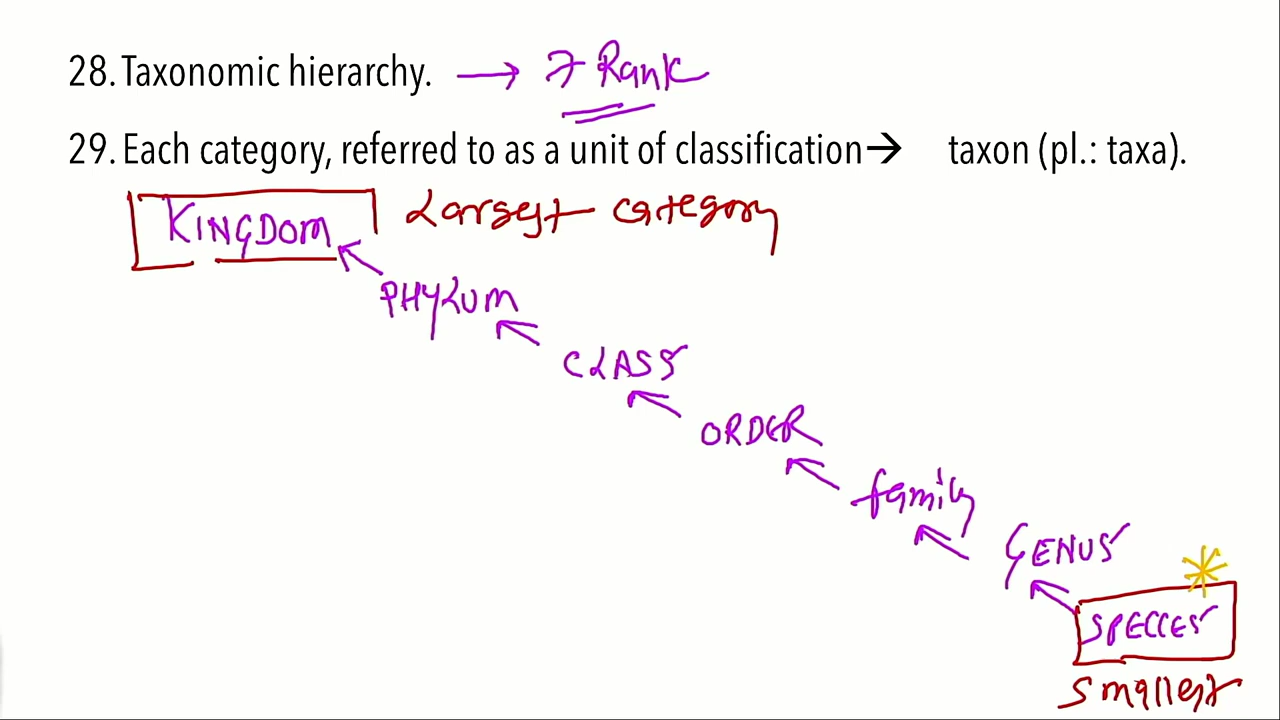 28. Taxonomic hierarchy. → 7 Rank
29. Each category, referred to as a unit of classification→ taxon (pl.: taxa).
KINGDOM Largest category
PHYLUM
CLASS
ORDER
family
GENUS
SPECIES
Smallest